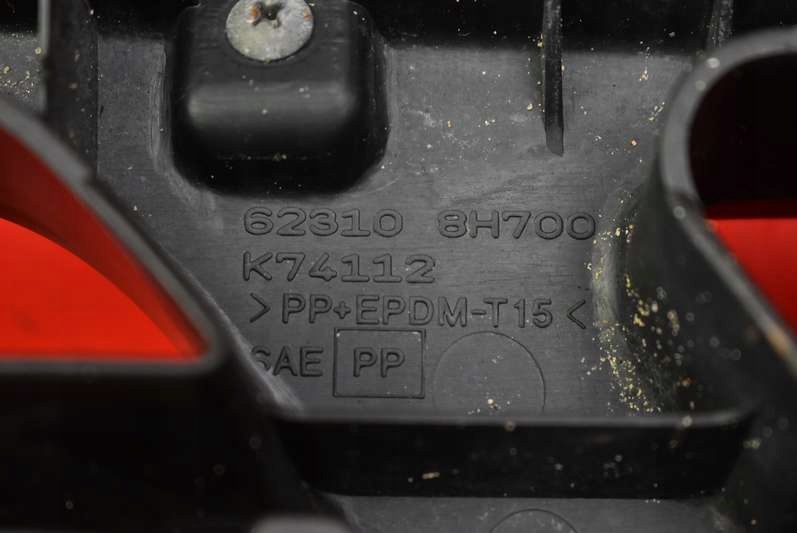 62310 8H700
K74112
>PP+EPDM-T15<
SAE PP